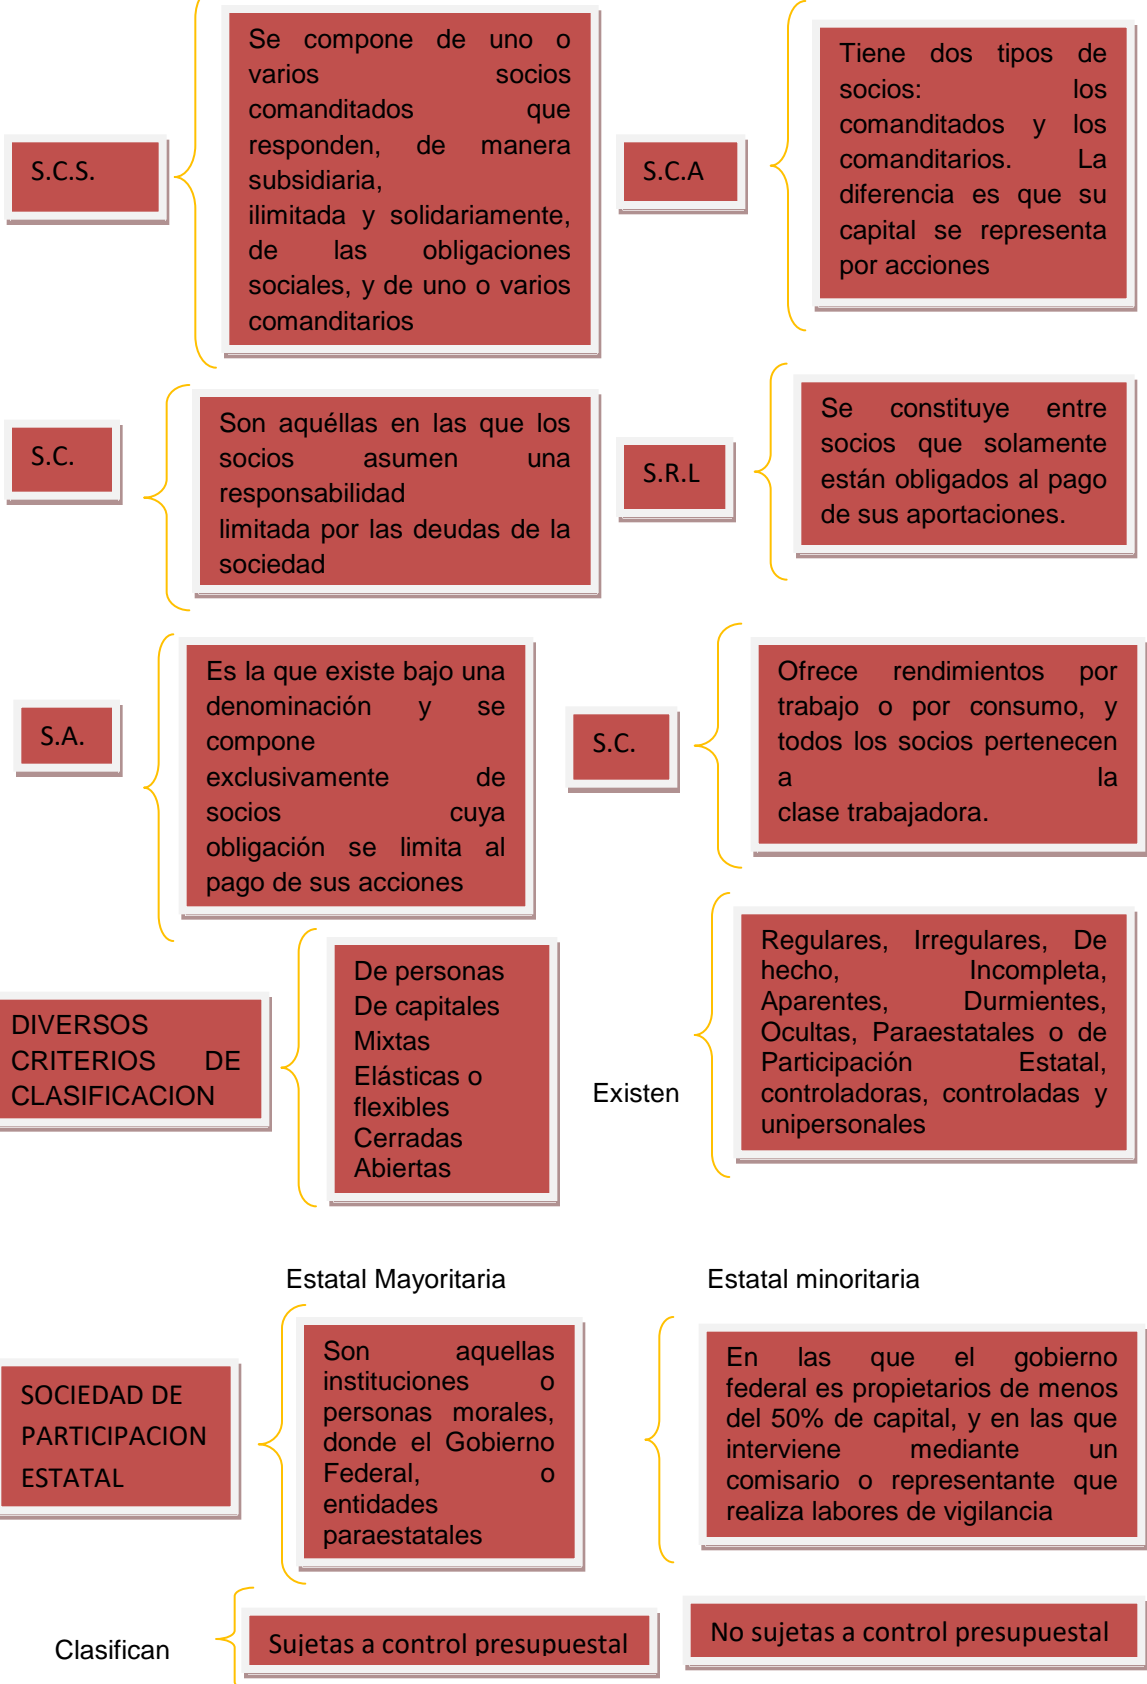 S.C.S.
Se compone de uno o
varios socios
comanditados que
responden, de manera
subsidiaria,
ilimitada y solidariamente,
de las obligaciones
sociales, y de uno o varios
comanditarios
S.C.A
Tiene dos tipos de
socios: los
comanditados y los
comanditarios. La
diferencia es que su
capital se representa
por acciones
S.C.
Son aquéllas en las que los
socios asumen una
responsabilidad
limitada por las deudas de la
sociedad
S.R.L
Se constituye entre
socios que solamente
están obligados al pago
de sus aportaciones.
S.A.
Es la que existe bajo una
denominación y se
compone
exclusivamente de
socios cuya
obligación se limita al
pago de sus acciones
S.C.
Ofrece rendimientos por
trabajo o por consumo, y
todos los socios pertenecen
a la
clase trabajadora.
DIVERSOS
CRITERIOS DE
CLASIFICACION
De personas
De capitales
Mixtas
Elásticas o
flexibles
Cerradas
Abiertas
Existen
Regulares, Irregulares, De
hecho, Incompleta,
Aparentes, Durmientes,
Ocultas, Paraestatales o de
Participación Estatal,
controladoras, controladas y
unipersonales
Estatal Mayoritaria
Estatal minoritaria
SOCIEDAD DE
PARTICIPACION
ESTATAL
Son aquellas
instituciones o
personas morales,
donde el Gobierno
Federal, o
entidades
paraestatales
En las que el gobierno
federal es propietarios de menos
del 50% de capital, y en las que
interviene mediante un
comisario o representante que
realiza labores de vigilancia
Clasifican
Sujetas a control presupuestal
No sujetas a control presupuestal